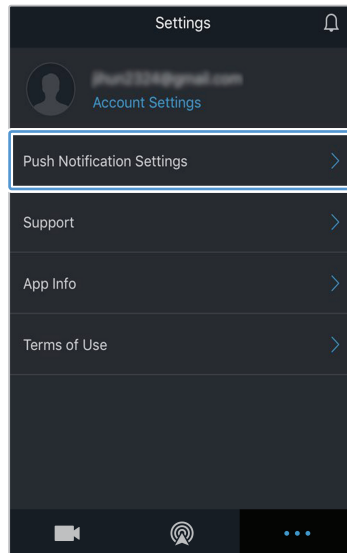 Settings
Account Settings
Push Notification Settings
Support
App Info
Terms of Use